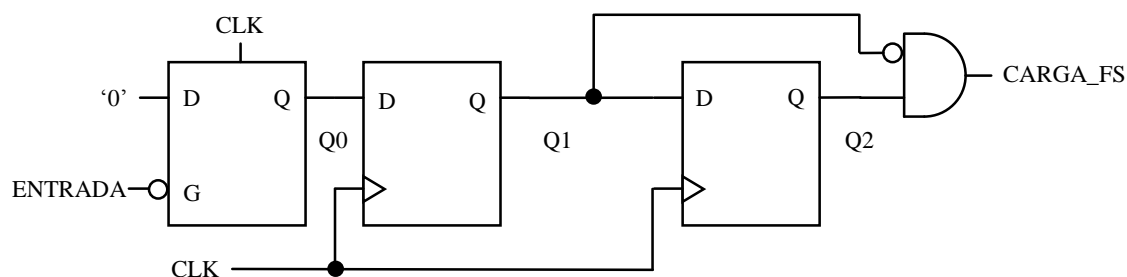 CLK
CARGA_FS
‘0’ D Q D Q D Q
Q0 Q1 Q2
ENTRADA G
CLK